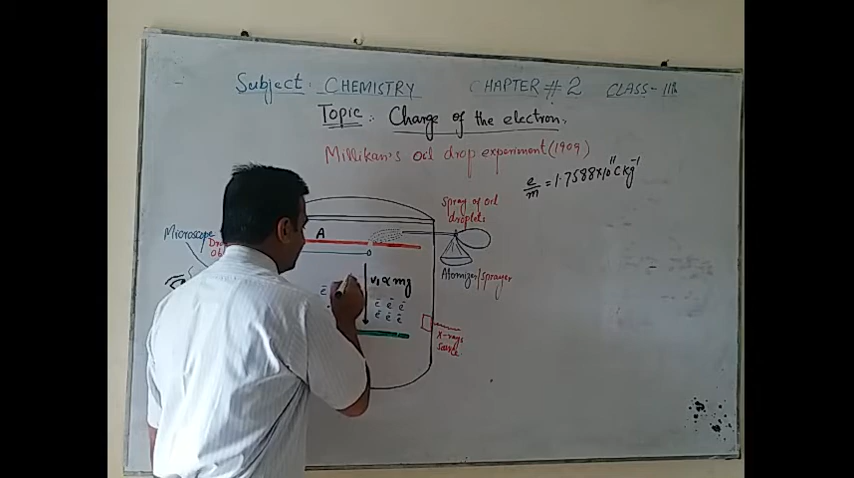 Subject: CHEMISTRY CHAPTER # 2 CLASS-11th
Topic: Charge of the electron.
Millikan's oil drop experiment (1909)
e/m = 1.7588×10¹¹ C kg⁻¹
Spray of oil
droplets
Microscope
A
Atomizer/sprayer
v₁ ∝ mg
ē
ē ē ē
ē ē ē
X-rays
source